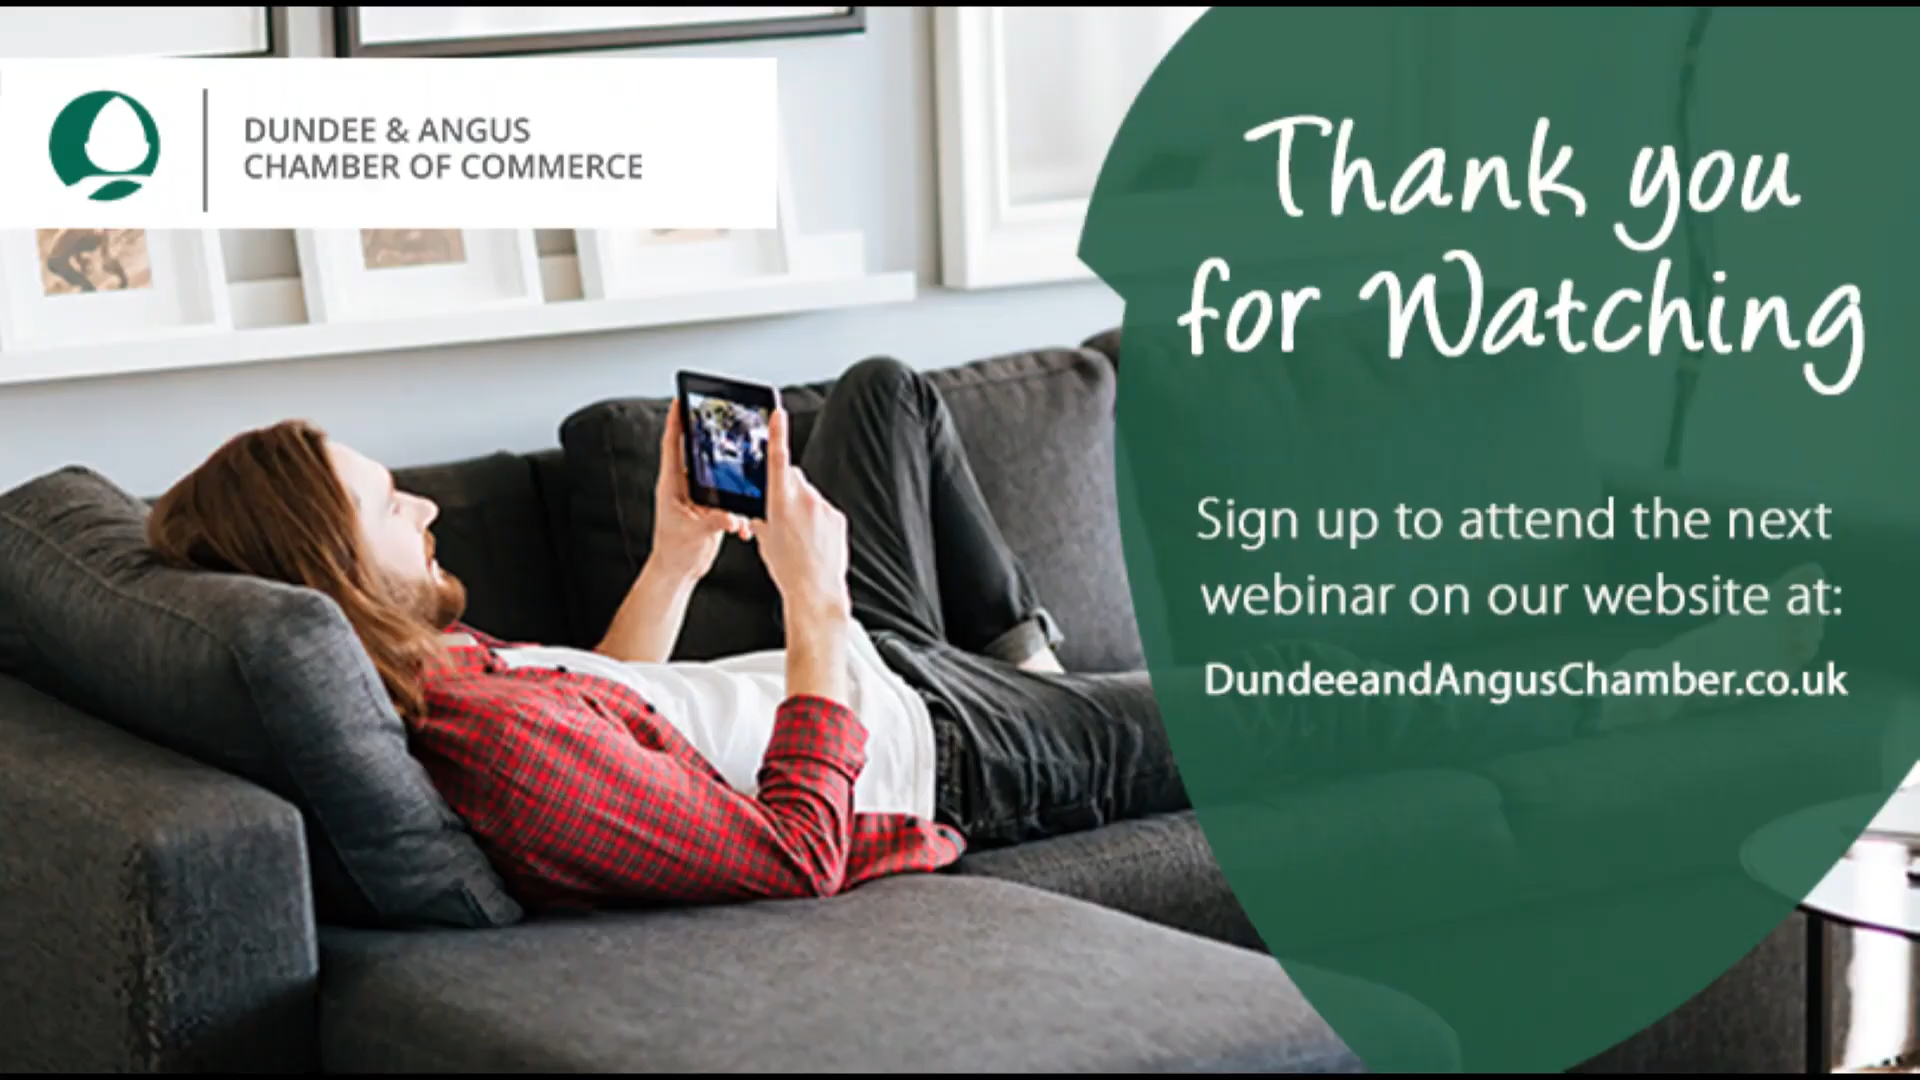 DUNDEE & ANGUS
CHAMBER OF COMMERCE
Thank you
for Watching
Sign up to attend the next
webinar on our website at:
DundeeandAngusChamber.co.uk